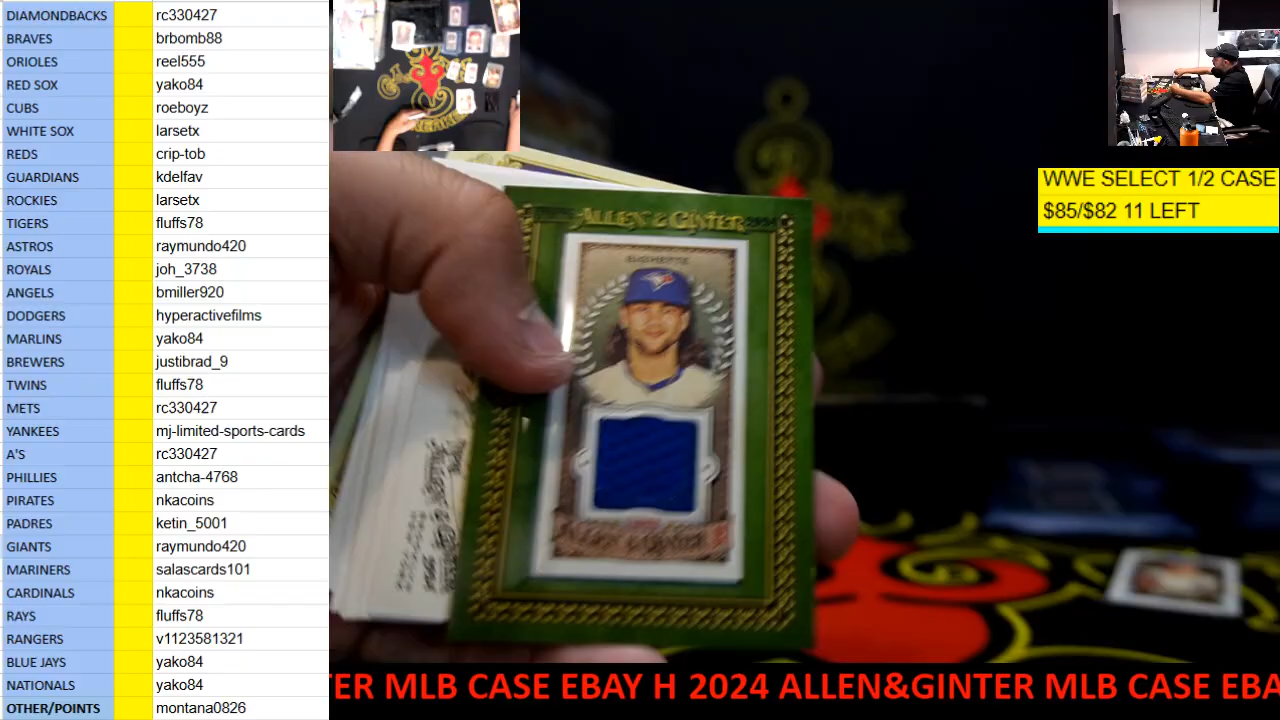 DIAMONDBACKS rc330427
BRAVES brbomb88
ORIOLES reel555
RED SOX yako84
CUBS roeboyz
WHITE SOX larsetx
REDS crip-tob
GUARDIANS kdelfav
ROCKIES larsetx
TIGERS fluffs78
ASTROS raymundo420
ROYALS joh_3738
ANGELS bmiller920
DODGERS hyperactivefilms
MARLINS yako84
BREWERS justibrad_9
TWINS fluffs78
METS rc330427
YANKEES mj-limited-sports-cards
A'S rc330427
PHILLIES antcha-4768
PIRATES nkacoins
PADRES ketin_5001
GIANTS raymundo420
MARINERS salascards101
CARDINALS nkacoins
RAYS fluffs78
RANGERS v1123581321
BLUE JAYS yako84
NATIONALS yako84
OTHER/POINTS montana0826
WWE SELECT 1/2 CASE
$85/$82 11 LEFT
ALLEN & GINTER
TER MLB CASE EBAY H 2024 ALLEN&GINTER MLB CASE EBA